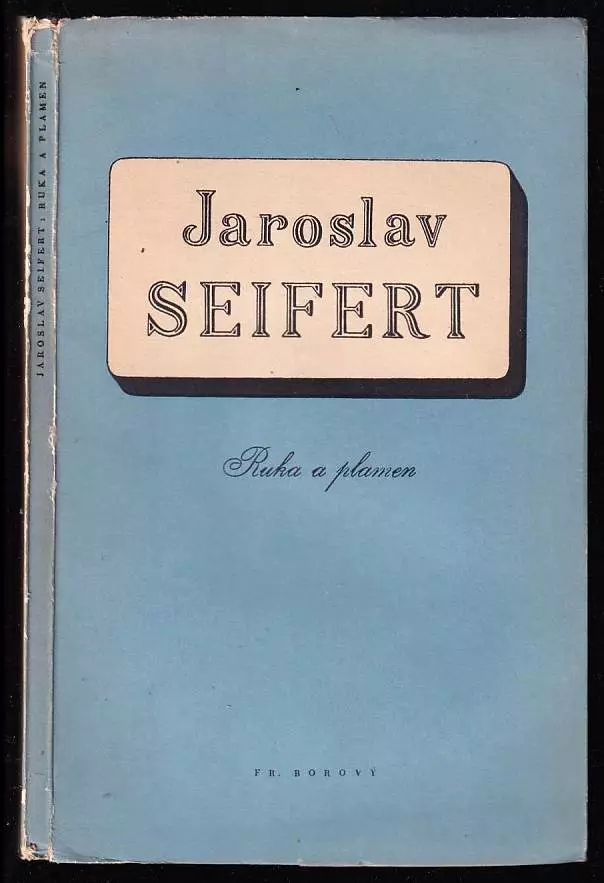 JAROSLAV SEIFERT: RUKA A PLAMEN
Jaroslav
SEIFERT
Ruka a plamen
FR. BOROVÝ